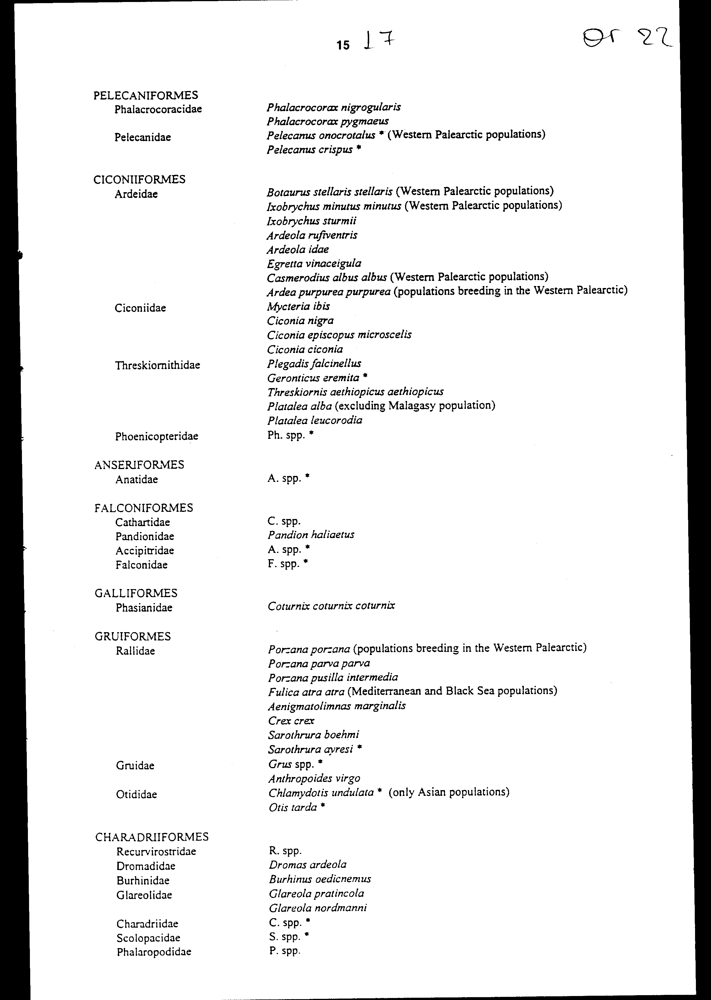 15 17 or 22
PELECANIFORMES
Phalacrocoracidae Phalacrocorax nigrogularis
Phalacrocorax pygmaeus
Pelecanidae Pelecanus onocrotalus * (Western Palearctic populations)
Pelecanus crispus *
CICONIIFORMES
Ardeidae Botaurus stellaris stellaris (Western Palearctic populations)
Ixobrychus minutus minutus (Western Palearctic populations)
Ixobrychus sturmii
Ardeola rufiventris
Ardeola idae
Egretta vinaceigula
Casmerodius albus albus (Western Palearctic populations)
Ardea purpurea purpurea (populations breeding in the Western Palearctic)
Ciconiidae Mycteria ibis
Ciconia nigra
Ciconia episcopus microscelis
Ciconia ciconia
Threskiornithidae Plegadis falcinellus
Geronticus eremita *
Threskiornis aethiopicus aethiopicus
Platalea alba (excluding Malagasy population)
Platalea leucorodia
Phoenicopteridae Ph. spp. *
ANSERIFORMES
Anatidae A. spp. *
FALCONIFORMES
Cathartidae C. spp.
Pandionidae Pandion haliaetus
Accipitridae A. spp. *
Falconidae F. spp. *
GALLIFORMES
Phasianidae Coturnix coturnix coturnix
GRUIFORMES
Rallidae Porzana porzana (populations breeding in the Western Palearctic)
Porzana parva parva
Porzana pusilla intermedia
Fulica atra atra (Mediterranean and Black Sea populations)
Aenigmatolimnas marginalis
Crex crex
Sarothrura boehmi
Sarothrura ayresi *
Gruidae Grus spp. *
Anthropoides virgo
Otididae Chlamydotis undulata * (only Asian populations)
Otis tarda *
CHARADRIIFORMES
Recurvirostridae R. spp.
Dromadidae Dromas ardeola
Burhinidae Burhinus oedicnemus
Glareolidae Glareola pratincola
Glareola nordmanni
Charadriidae C. spp. *
Scolopacidae S. spp. *
Phalaropodidae P. spp.